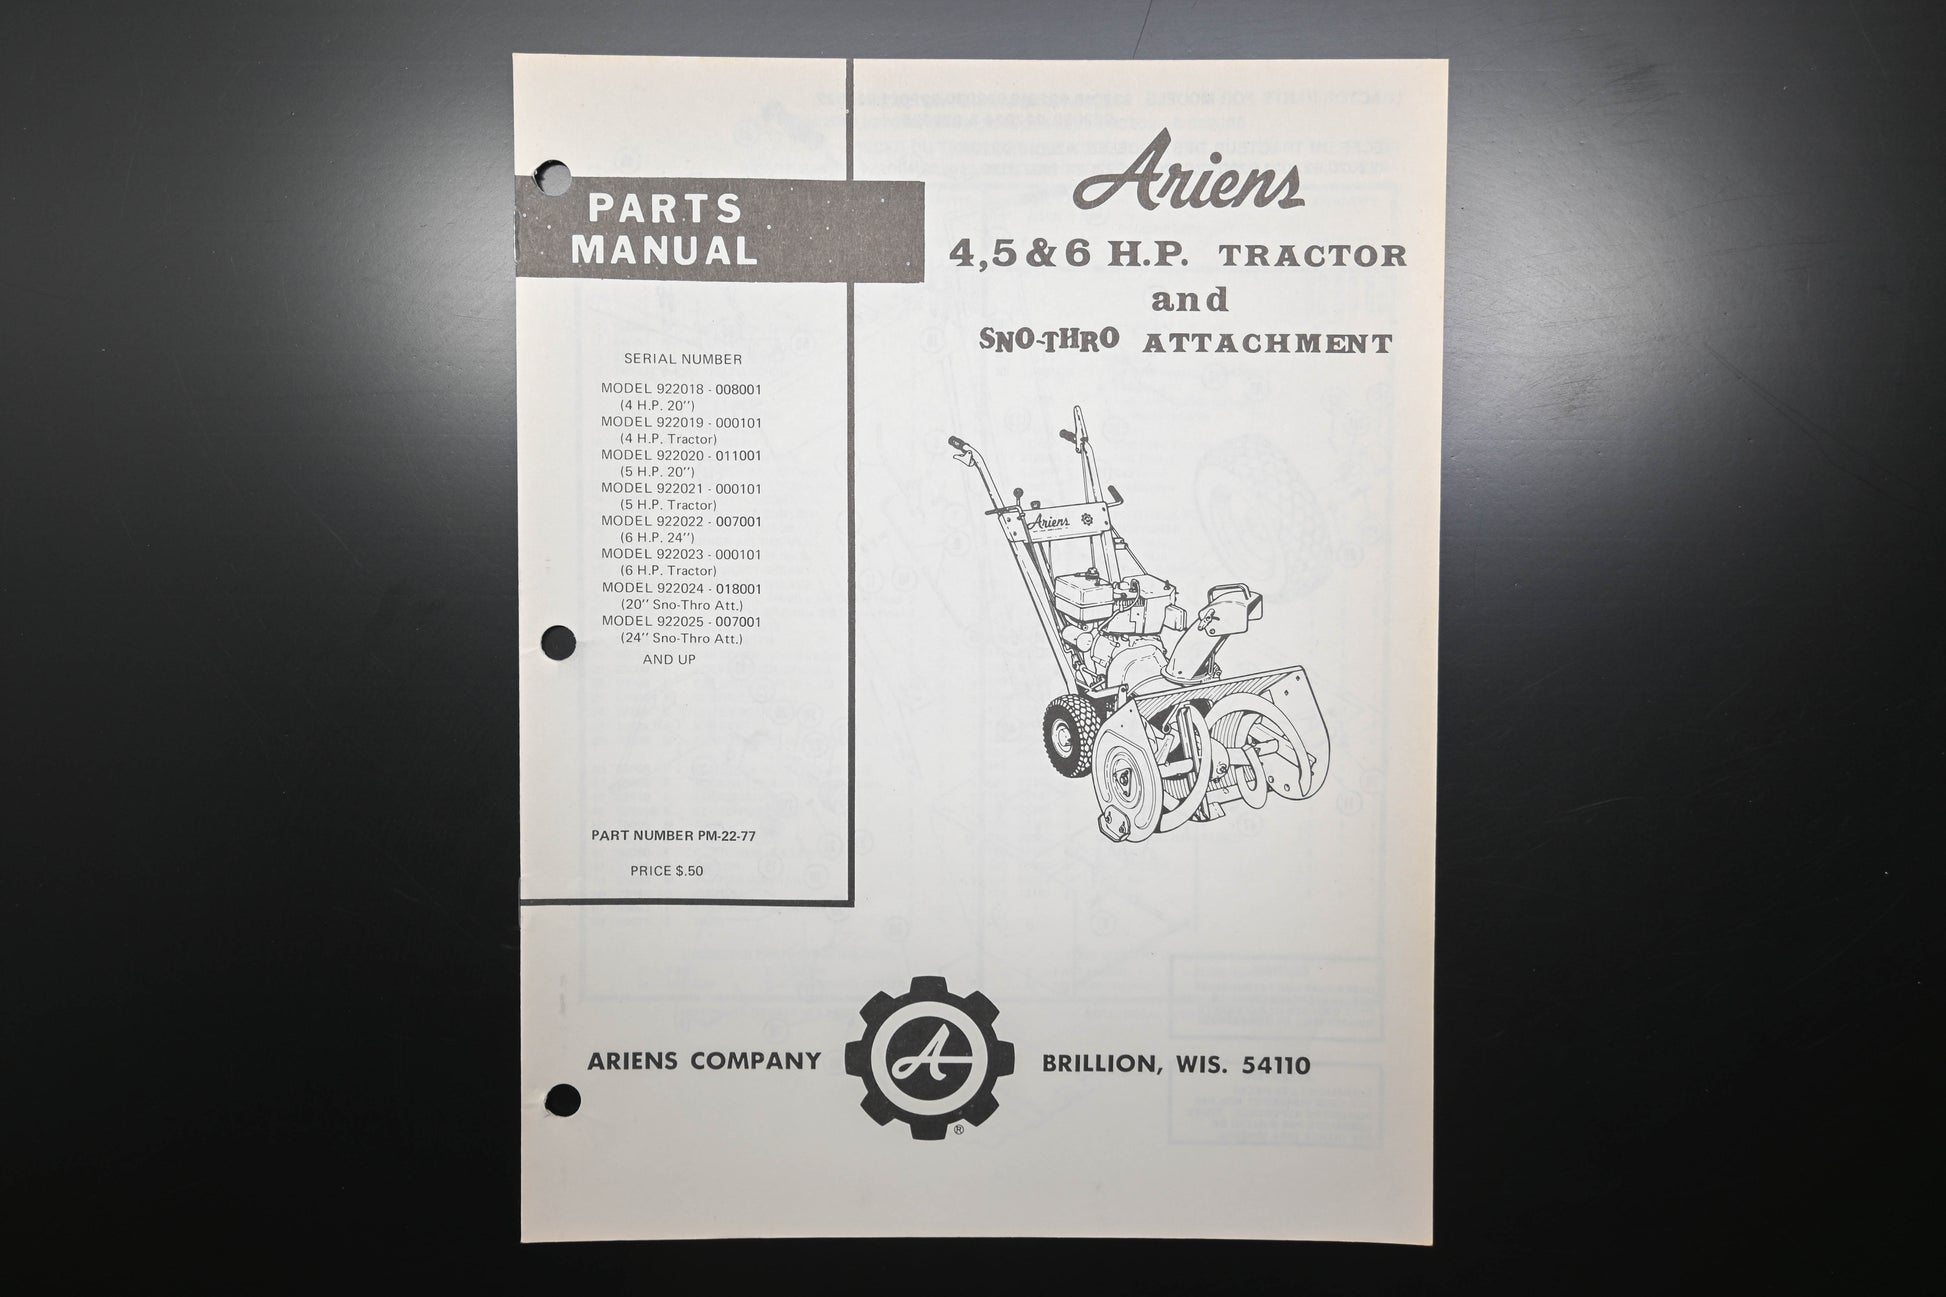 PARTS
MANUAL
SERIAL NUMBER
MODEL 922018 - 008001
(4 H.P. 20")
MODEL 922019 - 000101
(4 H.P. Tractor)
MODEL 922020 - 011001
(5 H.P. 20")
MODEL 922021 - 000101
(5 H.P. Tractor)
MODEL 922022 - 007001
(6 H.P. 24")
MODEL 922023 - 000101
(6 H.P. Tractor)
MODEL 922024 - 018001
(20" Sno-Thro Att.)
MODEL 922025 - 007001
(24" Sno-Thro Att.)
AND UP
PART NUMBER PM-22-77
PRICE $.50
Ariens
4,5 & 6 H.P. TRACTOR
and
SNO-THRO ATTACHMENT
Ariens
ARIENS COMPANY A ® BRILLION, WIS. 54110